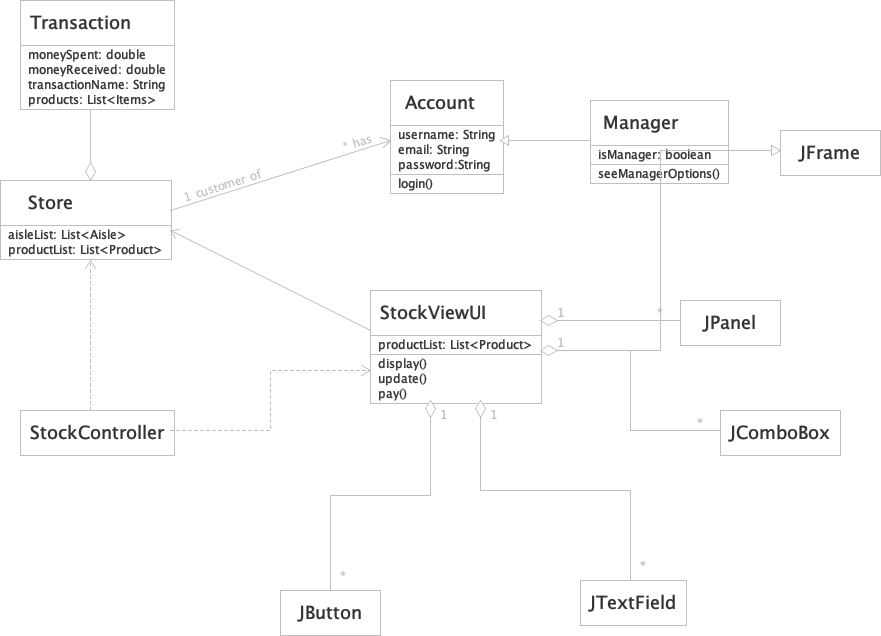 Transaction
moneySpent: double
moneyReceived: double
transactionName: String
products: List<Items>
Account
username: String
email: String
password:String
login()
Manager
isManager: boolean
seeManagerOptions()
JFrame
* has
1 customer of
Store
aisleList: List<Aisle>
productList: List<Product>
StockViewUI
productList: List<Product>
display()
update()
pay()
1
*
JPanel
1
StockController
1
1
*
JComboBox
*
JButton
*
JTextField